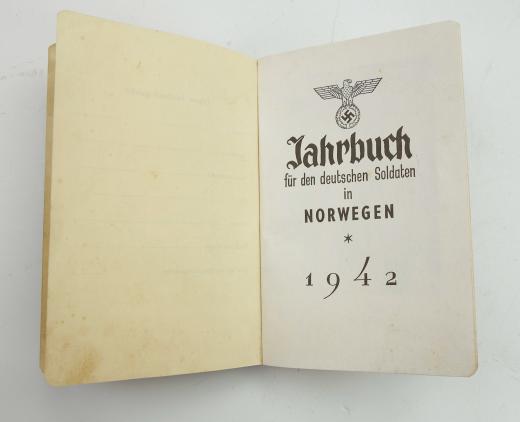 Jahrbuch
für den deutschen Soldaten
in
NORWEGEN
*
1942